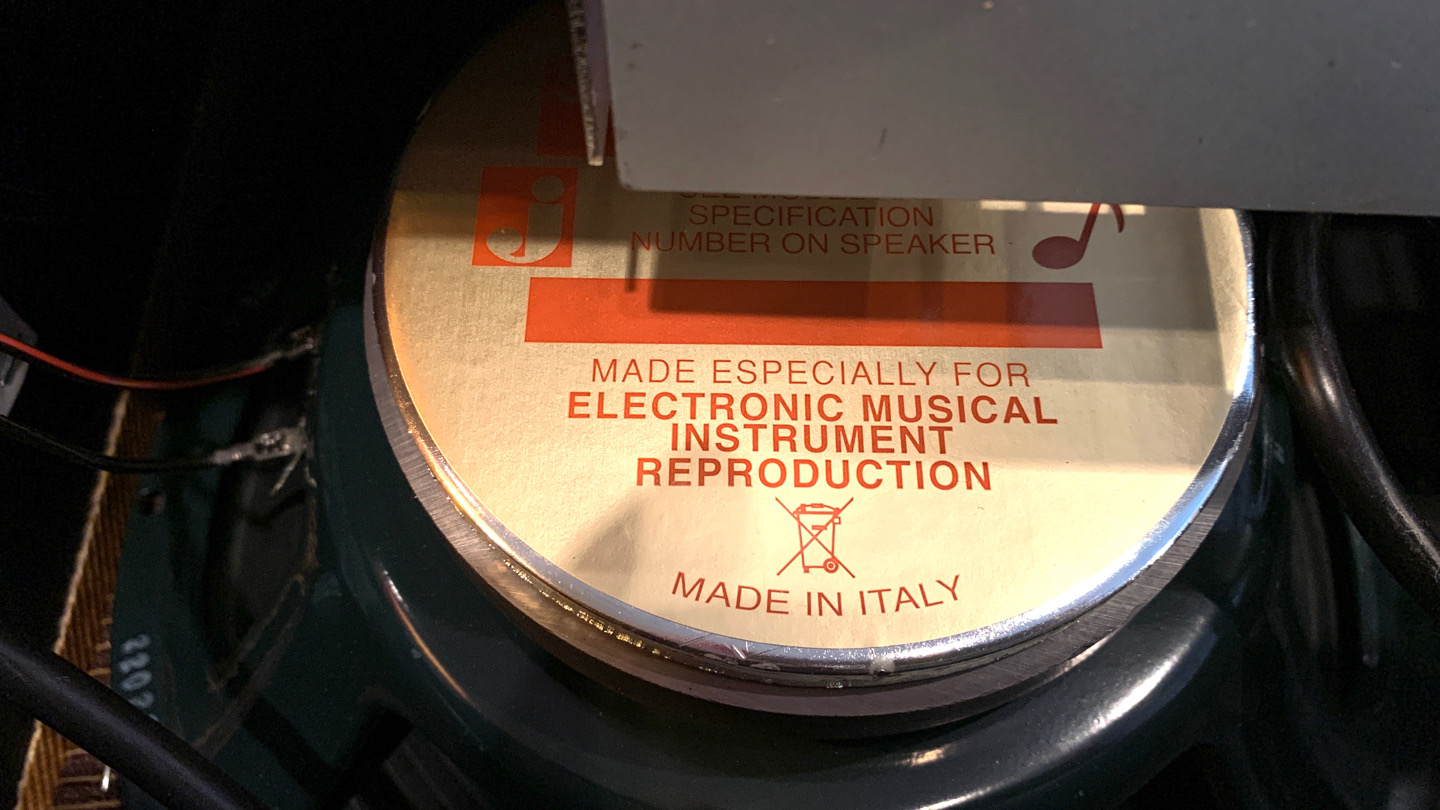 j
SPECIFICATION
NUMBER ON SPEAKER
MADE ESPECIALLY FOR
ELECTRONIC MUSICAL
INSTRUMENT
REPRODUCTION
MADE IN ITALY